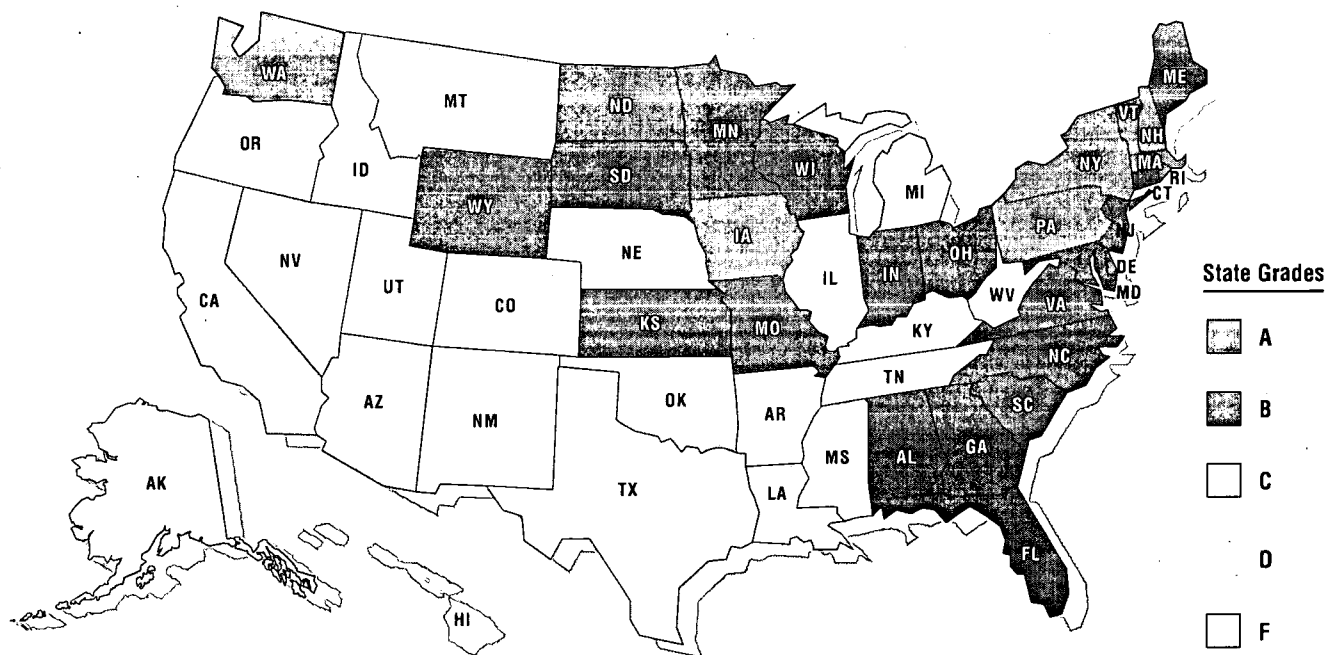 WA
MT
ND
MN
ME
VT
NH
OR
ID
WY
SD
WI
MI
NY
MA
RI
CT
NE
IA
PA
NJ
NV
UT
CO
IL
IN
OH
DE
MD
CA
KS
MO
KY
WV
VA
AZ
NM
OK
AR
TN
NC
SC
AK
TX
LA
MS
AL
GA
HI
FL
State Grades
A
B
C
D
F